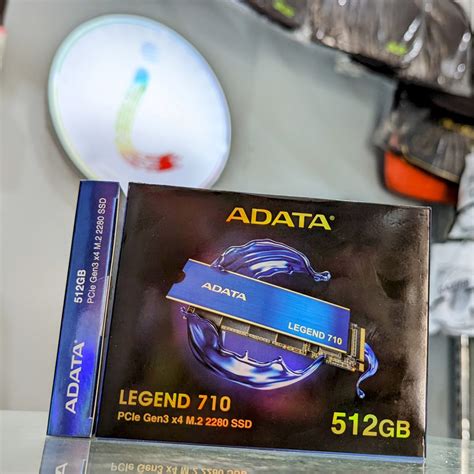 512GB
PCIe Gen3 x4 M.2 2280 SSD
ADATA®
ADATA®
ADATA
LEGEND 710
LEGEND 710
PCIe Gen3 x4 M.2 2280 SSD
512GB